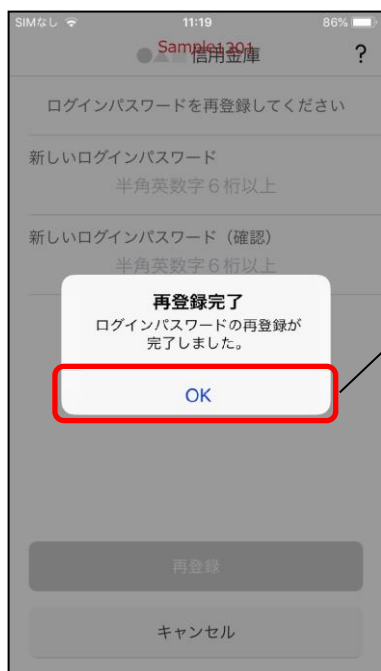 SIMなし 11:19 86%
●▲■信用金庫 ?
Sample1201
ログインパスワードを再登録してください
新しいログインパスワード
半角英数字6桁以上
新しいログインパスワード（確認）
半角英数字6桁以上
再登録完了
ログインパスワードの再登録が
完了しました。
OK
再登録
キャンセル